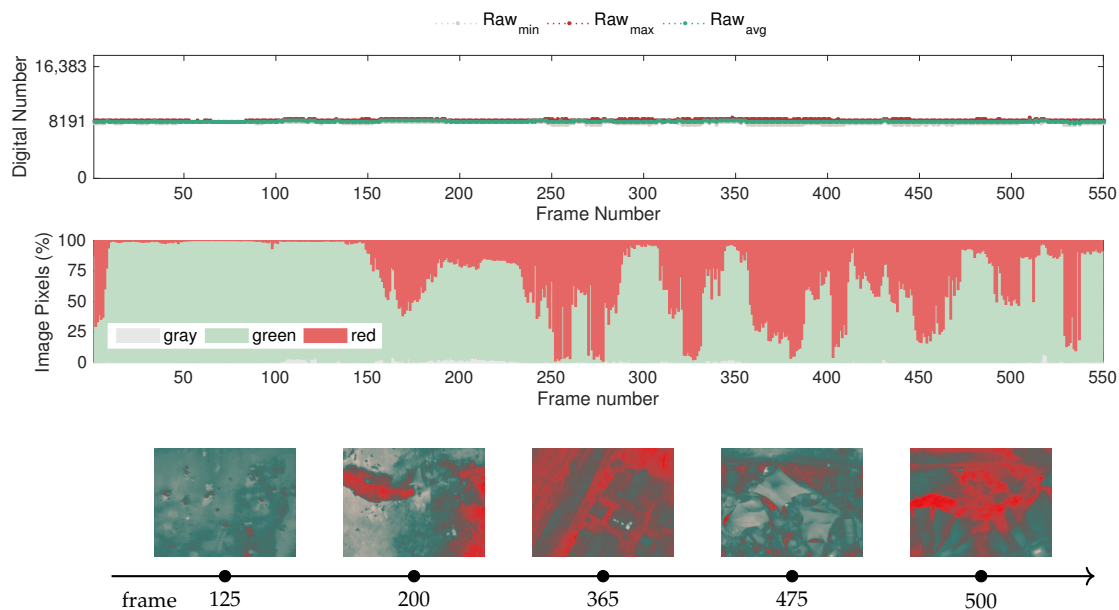 Raw_min Raw_max Raw_avg
16,383
8191
0
Digital Number
50 100 150 200 250 300 350 400 450 500 550
Frame Number
100
75
50
25
0
Image Pixels (%)
gray green red
50 100 150 200 250 300 350 400 450 500 550
Frame number
frame 125 200 365 475 500